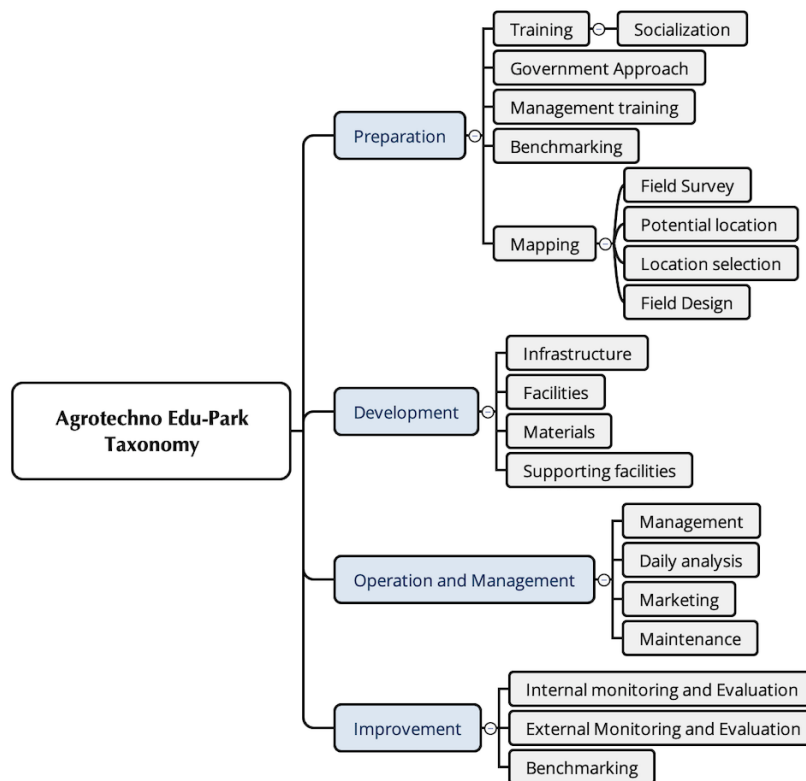 Training
Socialization
Government Approach
Management training
Preparation
Benchmarking
Field Survey
Potential location
Mapping
Location selection
Field Design
Infrastructure
Facilities
Agrotechno Edu-Park
Taxonomy
Development
Materials
Supporting facilities
Management
Daily analysis
Operation and Management
Marketing
Maintenance
Internal monitoring and Evaluation
Improvement
External Monitoring and Evaluation
Benchmarking